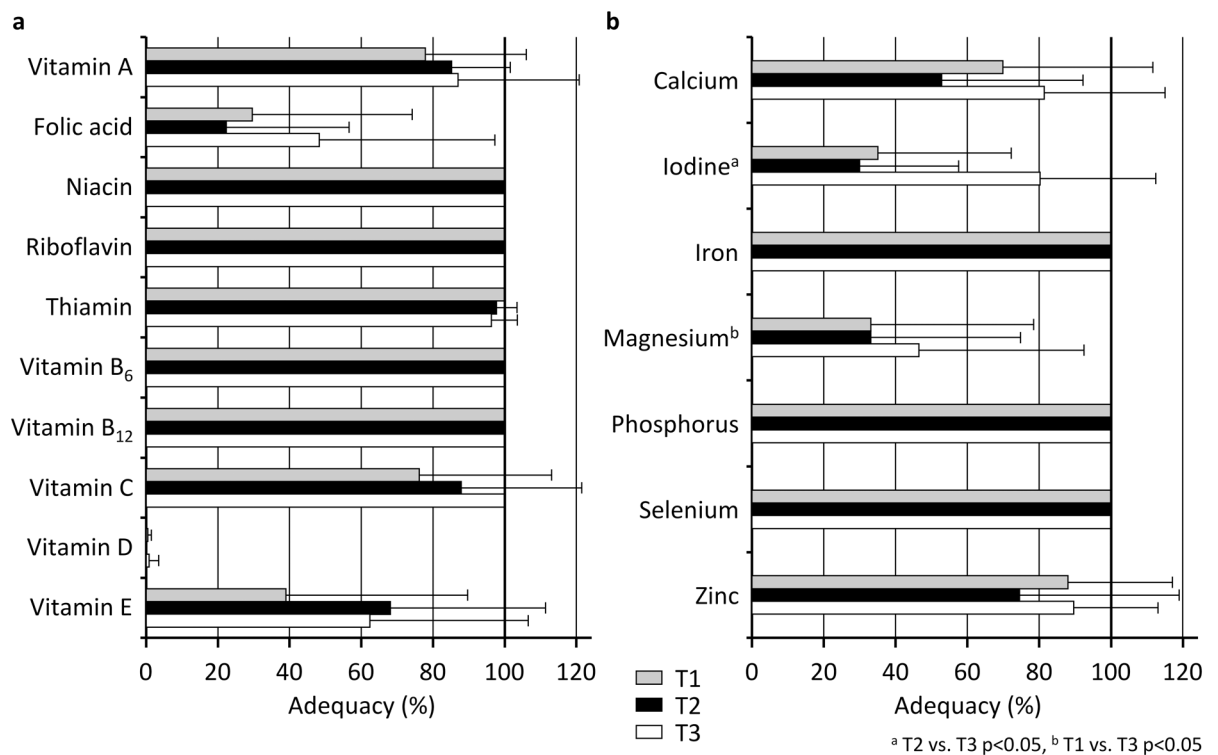 a
Vitamin A
Folic acid
Niacin
Riboflavin
Thiamin
Vitamin B₆
Vitamin B₁₂
Vitamin C
Vitamin D
Vitamin E
0 20 40 60 80 100 120
Adequacy (%)
b
Calcium
Iodineᵃ
Iron
Magnesiumᵇ
Phosphorus
Selenium
Zinc
0 20 40 60 80 100 120
Adequacy (%)
T1
T2
T3
ᵃ T2 vs. T3 p<0.05, ᵇ T1 vs. T3 p<0.05